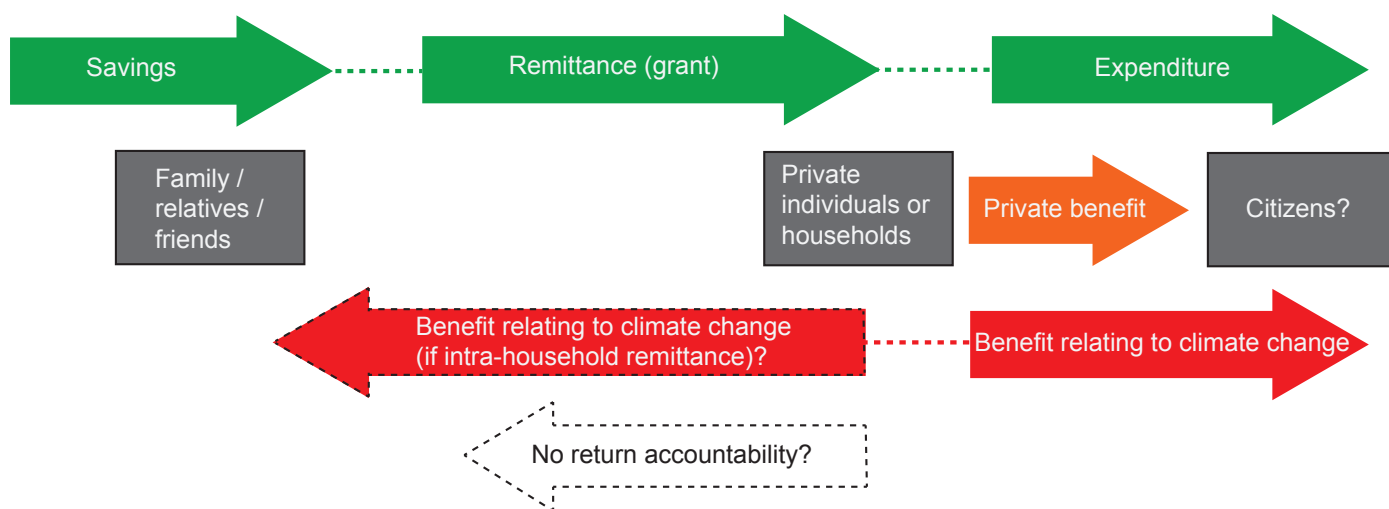 Savings
Remittance (grant)
Expenditure
Family /
relatives /
friends
Private
individuals or
households
Private benefit
Citizens?
Benefit relating to climate change
(if intra-household remittance)?
Benefit relating to climate change
No return accountability?